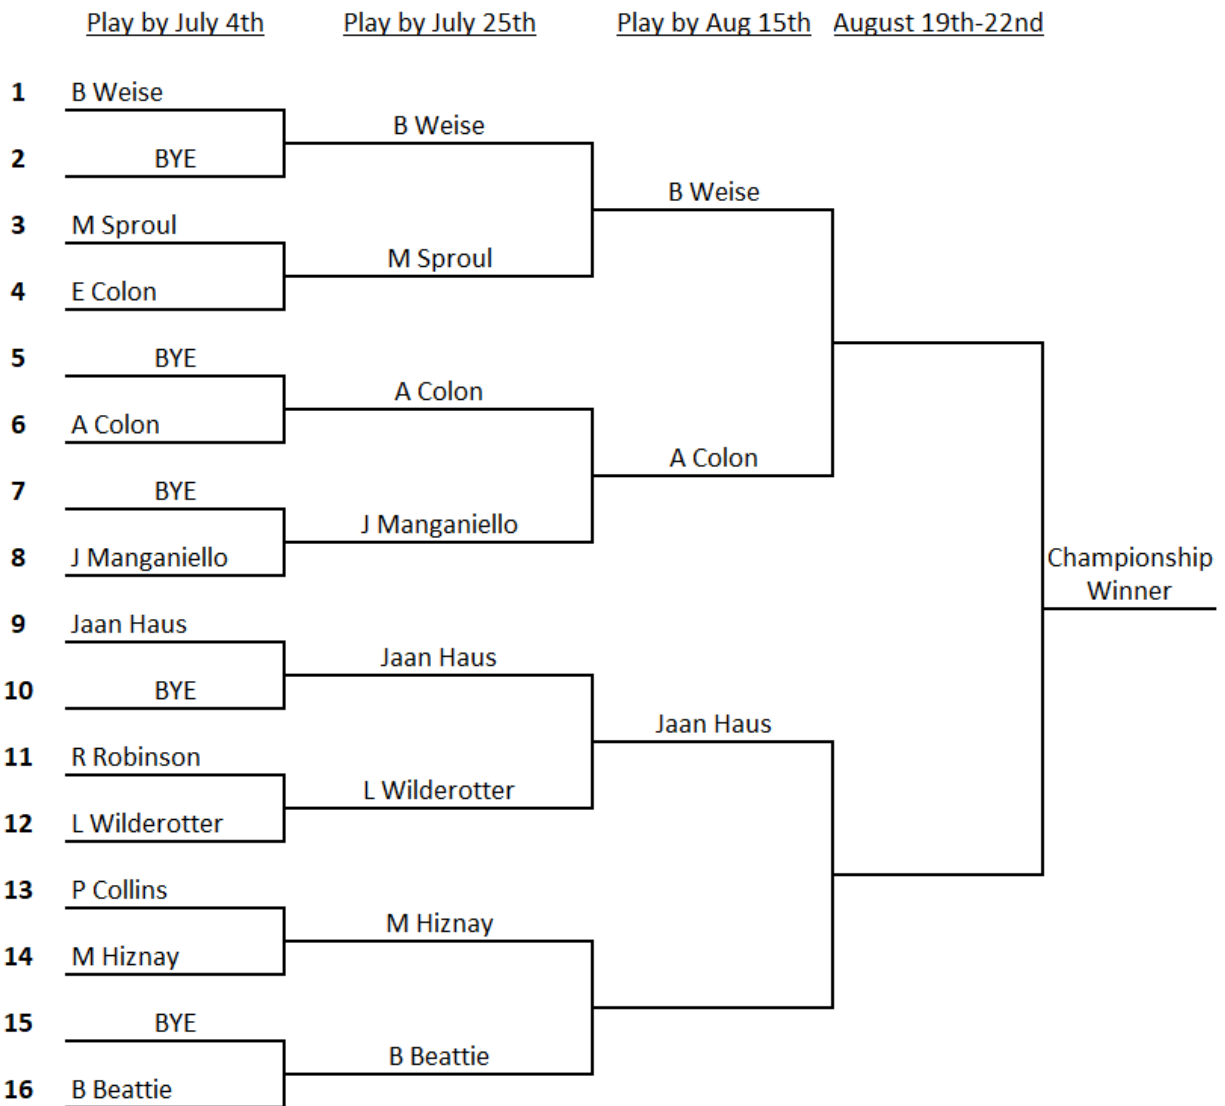 Play by July 4th Play by July 25th Play by Aug 15th August 19th-22nd
1 B Weise
B Weise
2 BYE
B Weise
3 M Sproul
M Sproul
4 E Colon
5 BYE
A Colon
6 A Colon
A Colon
7 BYE
J Manganiello
8 J Manganiello
Championship
Winner
9 Jaan Haus
Jaan Haus
10 BYE
Jaan Haus
11 R Robinson
L Wilderotter
12 L Wilderotter
13 P Collins
M Hiznay
14 M Hiznay
15 BYE
B Beattie
16 B Beattie